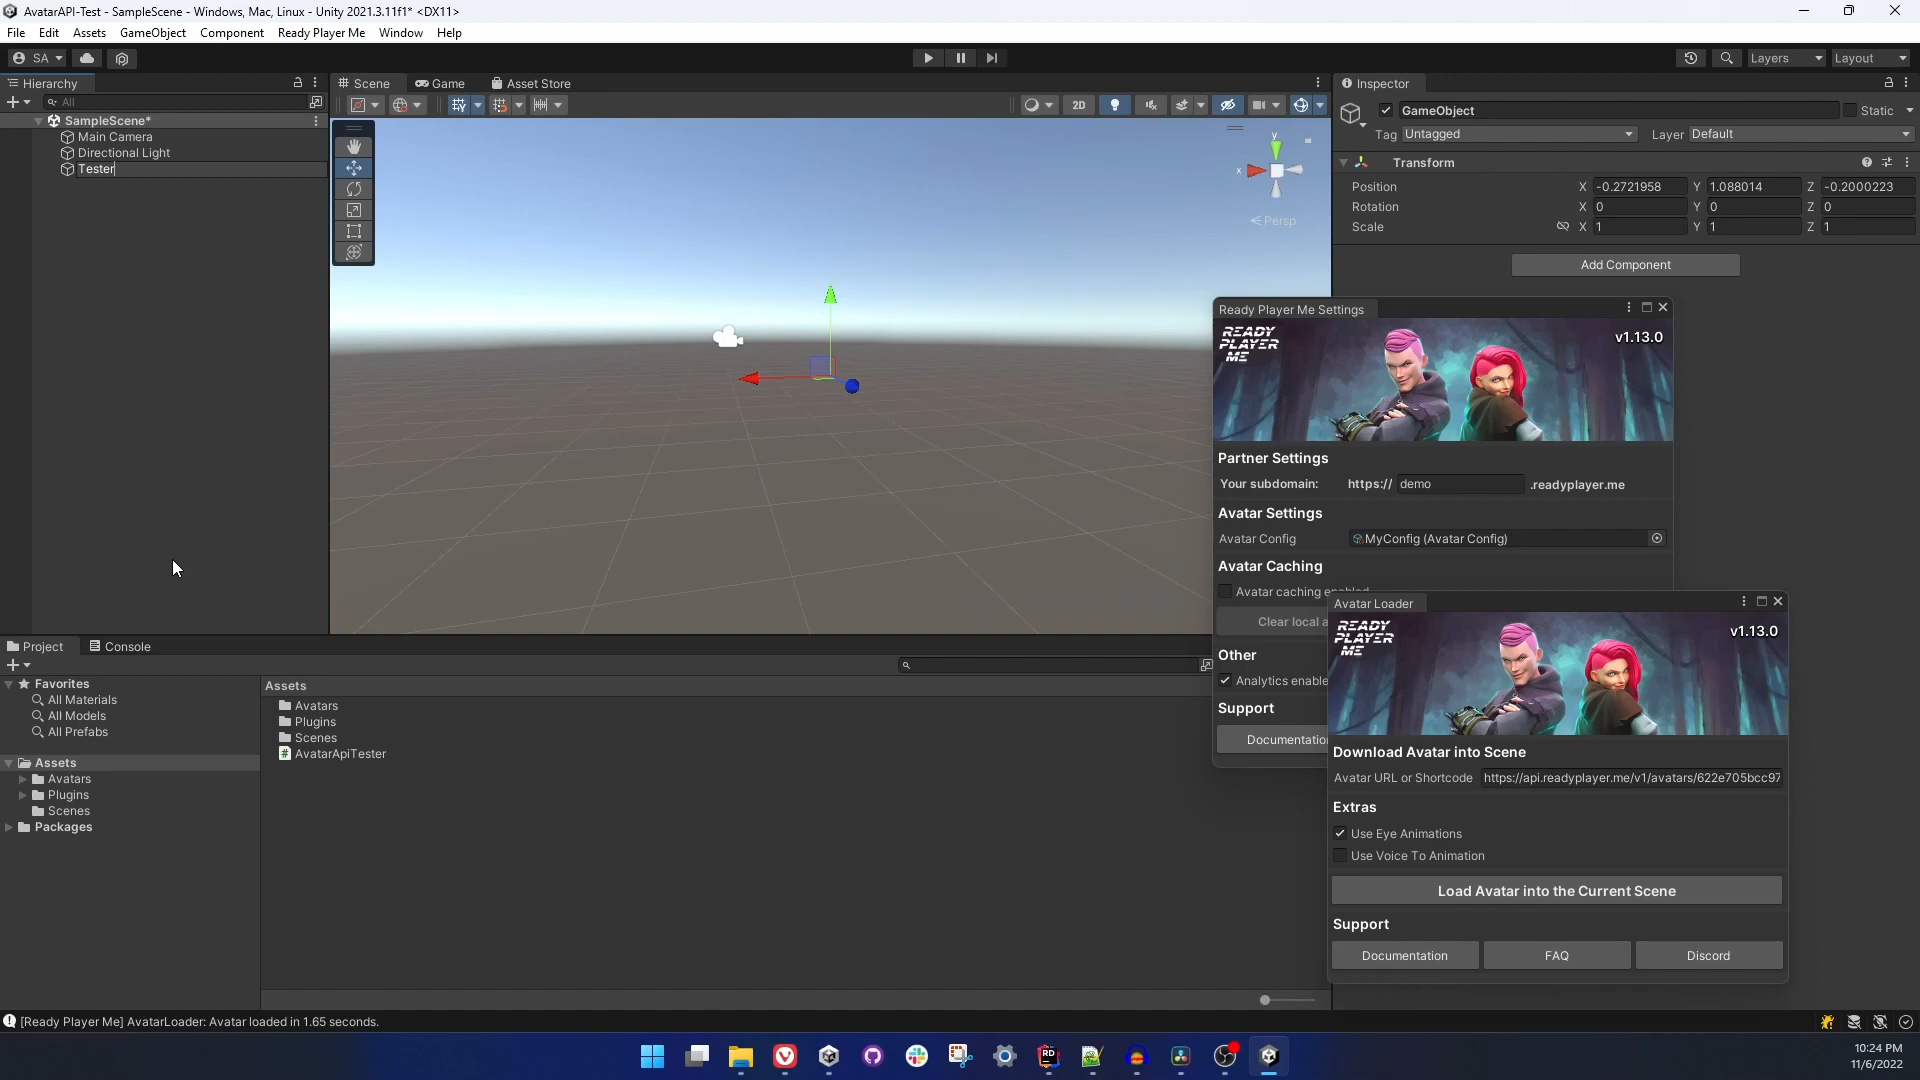 AvatarAPI-Test - SampleScene - Windows, Mac, Linux - Unity 2021.3.11f1* <DX11>
File Edit Assets GameObject Component Ready Player Me Window Help
SA Layers Layout
Hierarchy
All
SampleScene*
Main Camera
Directional Light
Tester
Scene Game Asset Store
2D
y
x
Persp
Inspector
GameObject Static
Tag Untagged Layer Default
Transform
Position X -0.2721958 Y 1.088014 Z -0.2000223
Rotation X 0 Y 0 Z 0
Scale X 1 Y 1 Z 1
Add Component
Ready Player Me Settings
READY
PLAYER
ME
v1.13.0
Partner Settings
Your subdomain: https:// demo .readyplayer.me
Avatar Settings
Avatar Config MyConfig (Avatar Config)
Avatar Caching
Avatar caching enabled
Clear local a
Other
Analytics enable
Support
Documentation
Avatar Loader
READY
PLAYER
ME
v1.13.0
Download Avatar into Scene
Avatar URL or Shortcode https://api.readyplayer.me/v1/avatars/622e705bcc97
Extras
Use Eye Animations
Use Voice To Animation
Load Avatar into the Current Scene
Support
Documentation FAQ Discord
Project Console
Favorites
All Materials
All Models
All Prefabs
Assets
Avatars
Plugins
Scenes
Packages
Assets
Avatars
Plugins
Scenes
AvatarApiTester
[Ready Player Me] AvatarLoader: Avatar loaded in 1.65 seconds.
RD
10:24 PM
11/6/2022